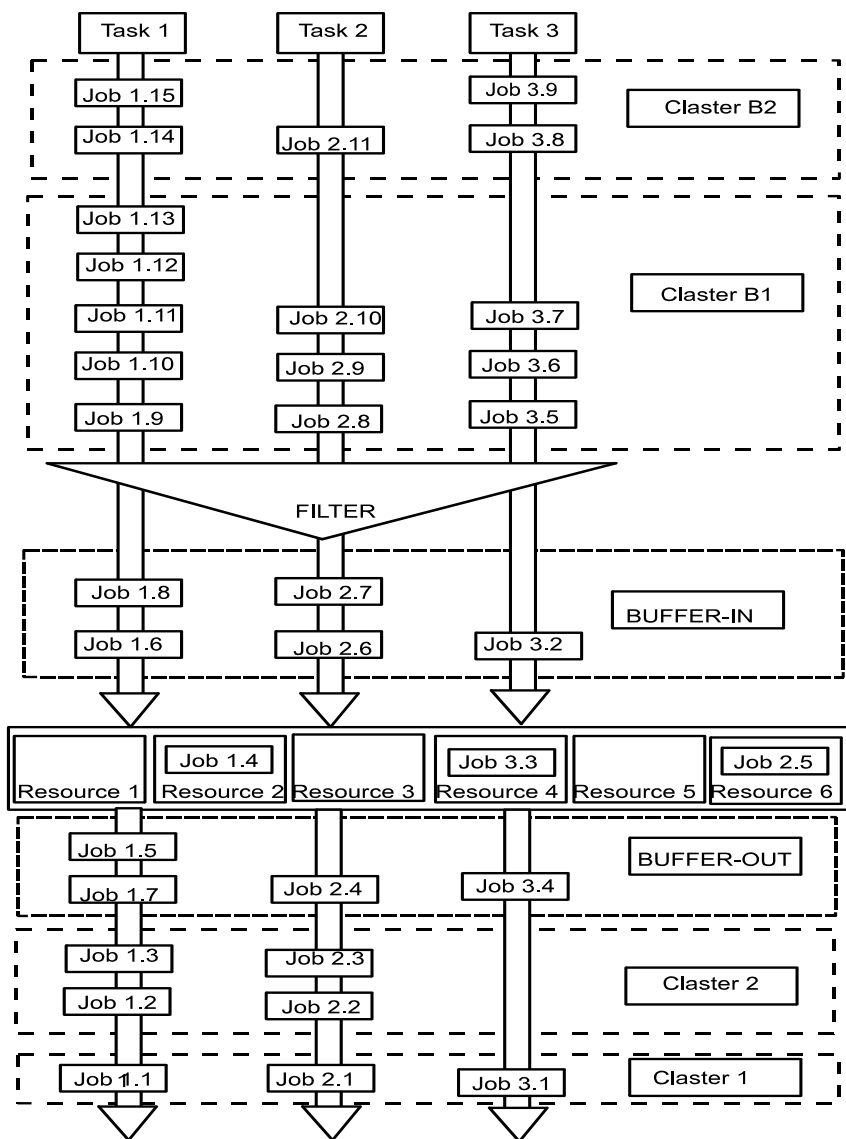 Task 1
Task 2
Task 3
Job 1.15
Job 3.9
Claster B2
Job 1.14
Job 2.11
Job 3.8
Job 1.13
Job 1.12
Claster B1
Job 1.11
Job 2.10
Job 3.7
Job 1.10
Job 2.9
Job 3.6
Job 1.9
Job 2.8
Job 3.5
FILTER
Job 1.8
Job 2.7
BUFFER-IN
Job 1.6
Job 2.6
Job 3.2
Job 1.4
Job 3.3
Job 2.5
Resource 1
Resource 2
Resource 3
Resource 4
Resource 5
Resource 6
Job 1.5
BUFFER-OUT
Job 1.7
Job 2.4
Job 3.4
Job 1.3
Job 2.3
Claster 2
Job 1.2
Job 2.2
Job 1.1
Job 2.1
Job 3.1
Claster 1